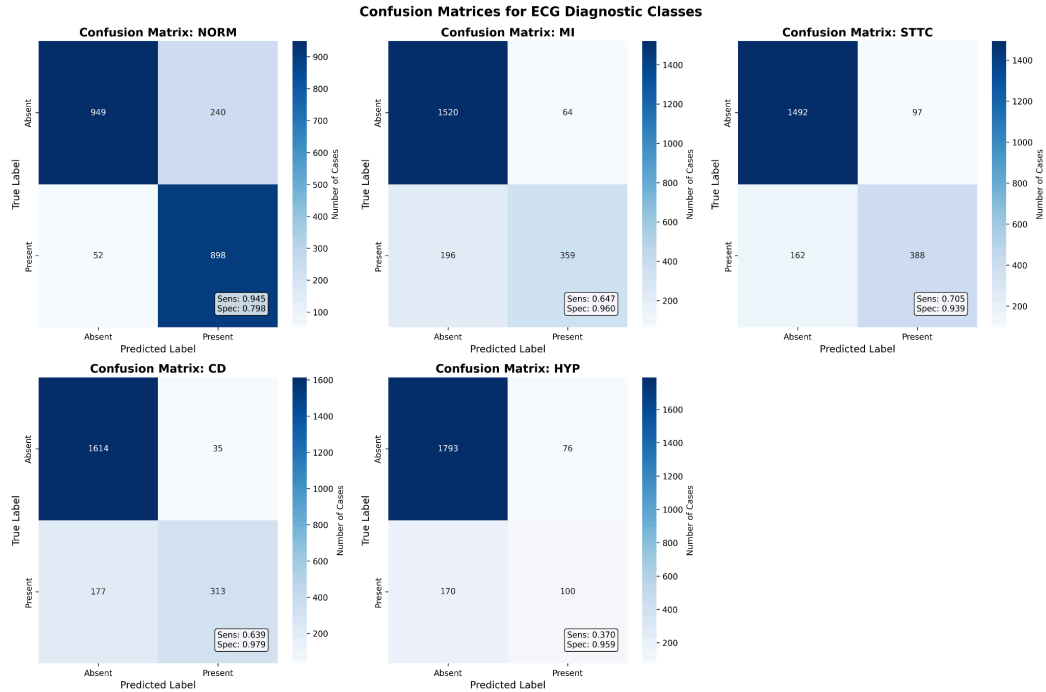 Confusion Matrices for ECG Diagnostic Classes
Confusion Matrix: NORM
Absent
Present
True Label
949
240
52
898
Sens: 0.945
Spec: 0.798
Absent
Present
Predicted Label
900
800
700
600
500
400
300
200
100
Number of Cases
Confusion Matrix: MI
Absent
Present
True Label
1520
64
196
359
Sens: 0.647
Spec: 0.960
Absent
Present
Predicted Label
1400
1200
1000
800
600
400
200
Number of Cases
Confusion Matrix: STTC
Absent
Present
True Label
1492
97
162
388
Sens: 0.705
Spec: 0.939
Absent
Present
Predicted Label
1400
1200
1000
800
600
400
200
Number of Cases
Confusion Matrix: CD
Absent
Present
True Label
1614
35
177
313
Sens: 0.639
Spec: 0.979
Absent
Present
Predicted Label
1600
1400
1200
1000
800
600
400
200
Number of Cases
Confusion Matrix: HYP
Absent
Present
True Label
1793
76
170
100
Sens: 0.370
Spec: 0.959
Absent
Present
Predicted Label
1600
1400
1200
1000
800
600
400
200
Number of Cases